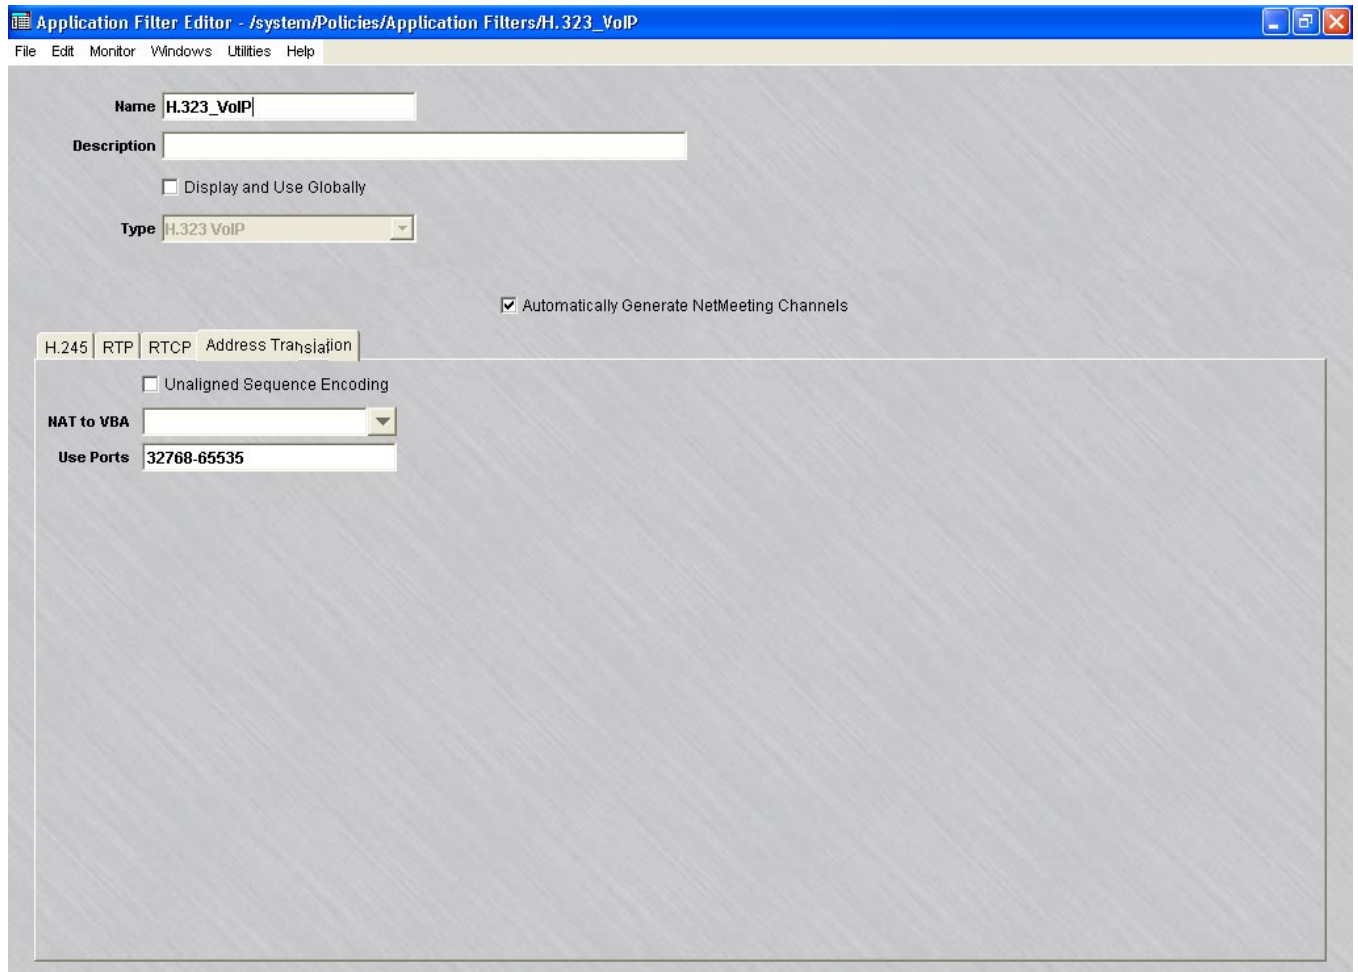 Application Filter Editor - /system/Policies/Application Filters/H.323_VoIP
File Edit Monitor Windows Utilities Help
Name H.323_VoIP
Description
Display and Use Globally
Type H.323 VoIP
Automatically Generate NetMeeting Channels
H.245 RTP RTCP Address Translation
Unaligned Sequence Encoding
NAT to VBA
Use Ports 32768-65535